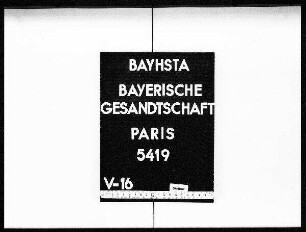 BAYHSTA
BAYERISCHE
GESANDTSCHAFT
PARIS
5419
V-16